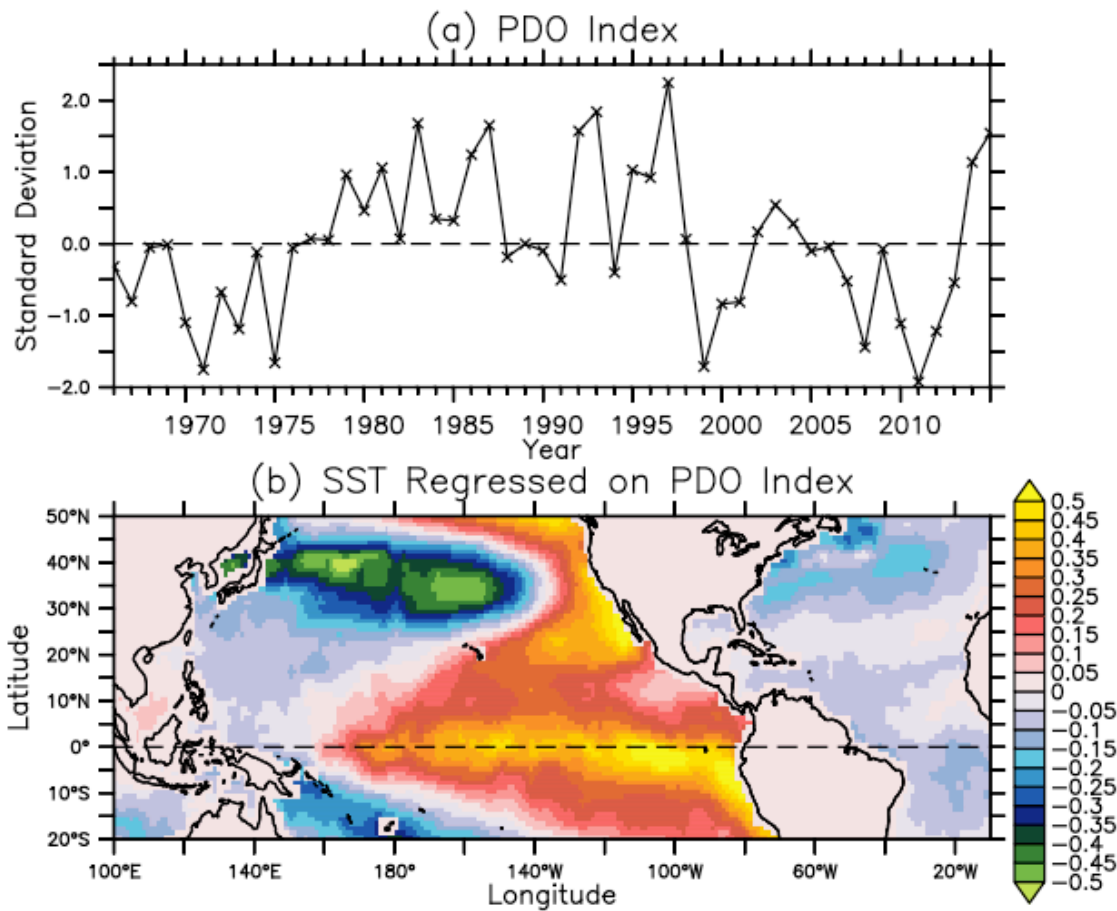 (a) PDO Index
Standard Deviation
2.0
1.0
0.0
−1.0
−2.0
1970 1975 1980 1985 1990 1995 2000 2005 2010
Year
(b) SST Regressed on PDO Index
Latitude
50°N
40°N
30°N
20°N
10°N
0°
10°S
20°S
100°E 140°E 180° 140°W 100°W 60°W 20°W
Longitude
0.5
0.45
0.4
0.35
0.3
0.25
0.2
0.15
0.1
0.05
0
−0.05
−0.1
−0.15
−0.2
−0.25
−0.3
−0.35
−0.4
−0.45
−0.5